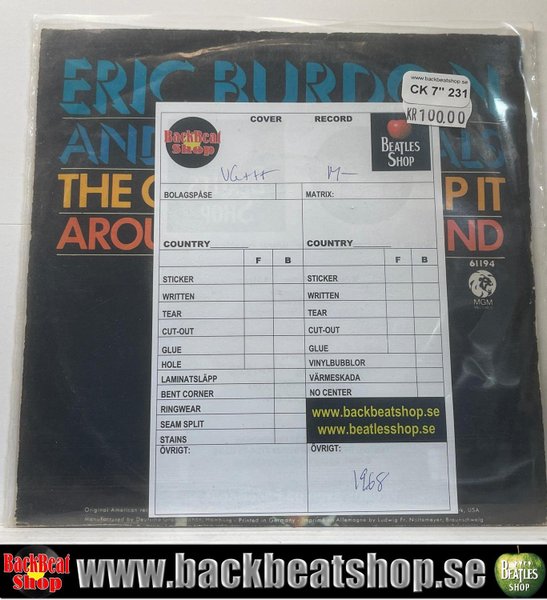 ERIC BURDON
www.backbeatshop.se
CK 7" 231
KR 100.00
AND ALS
THE P IT
AROU ND
61194
MGM
BackBeat
Shop
COVER RECORD
BEATLES
SHOP
VG+++ M-
BOLAGSPÅSE MATRIX:
COUNTRY COUNTRY
F B F B
STICKER STICKER
WRITTEN WRITTEN
TEAR TEAR
CUT-OUT CUT-OUT
GLUE GLUE
HOLE VINYLBUBBLOR
LAMINATSLÄPP VÄRMESKADA
BENT CORNER NO CENTER
RINGWEAR
SEAM SPLIT
STAINS
www.backbeatshop.se
www.beatlesshop.se
ÖVRIGT: ÖVRIGT:
1968
Original American re , USA
Manufactured by Deutsche Hamburg · Printed in Germany · Imprimé en Allemagne by Ludwig Fr. Noltemeyer, Braunschweig
BackBeat
Shop
www.backbeatshop.se
BEATLES
SHOP